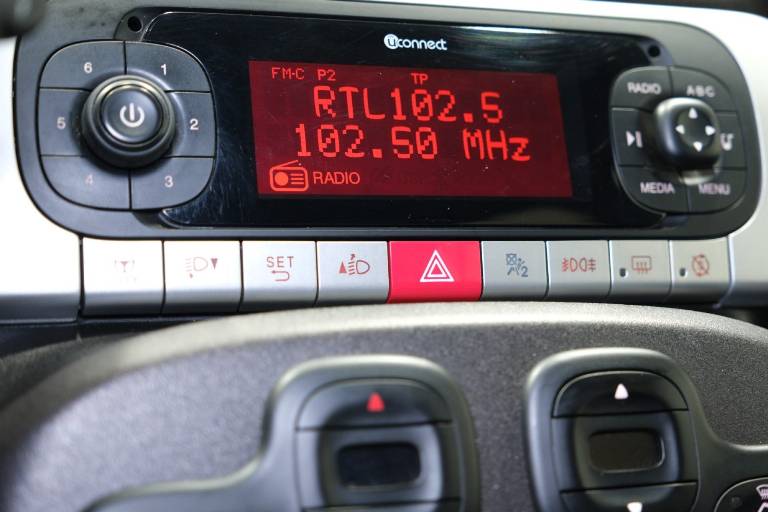 uconnect
FM-C P2 TP
RTL102.5
102.50 MHz
RADIO
6 1
5 2
4 3
RADIO A-B-C
MEDIA MENU
SET
2